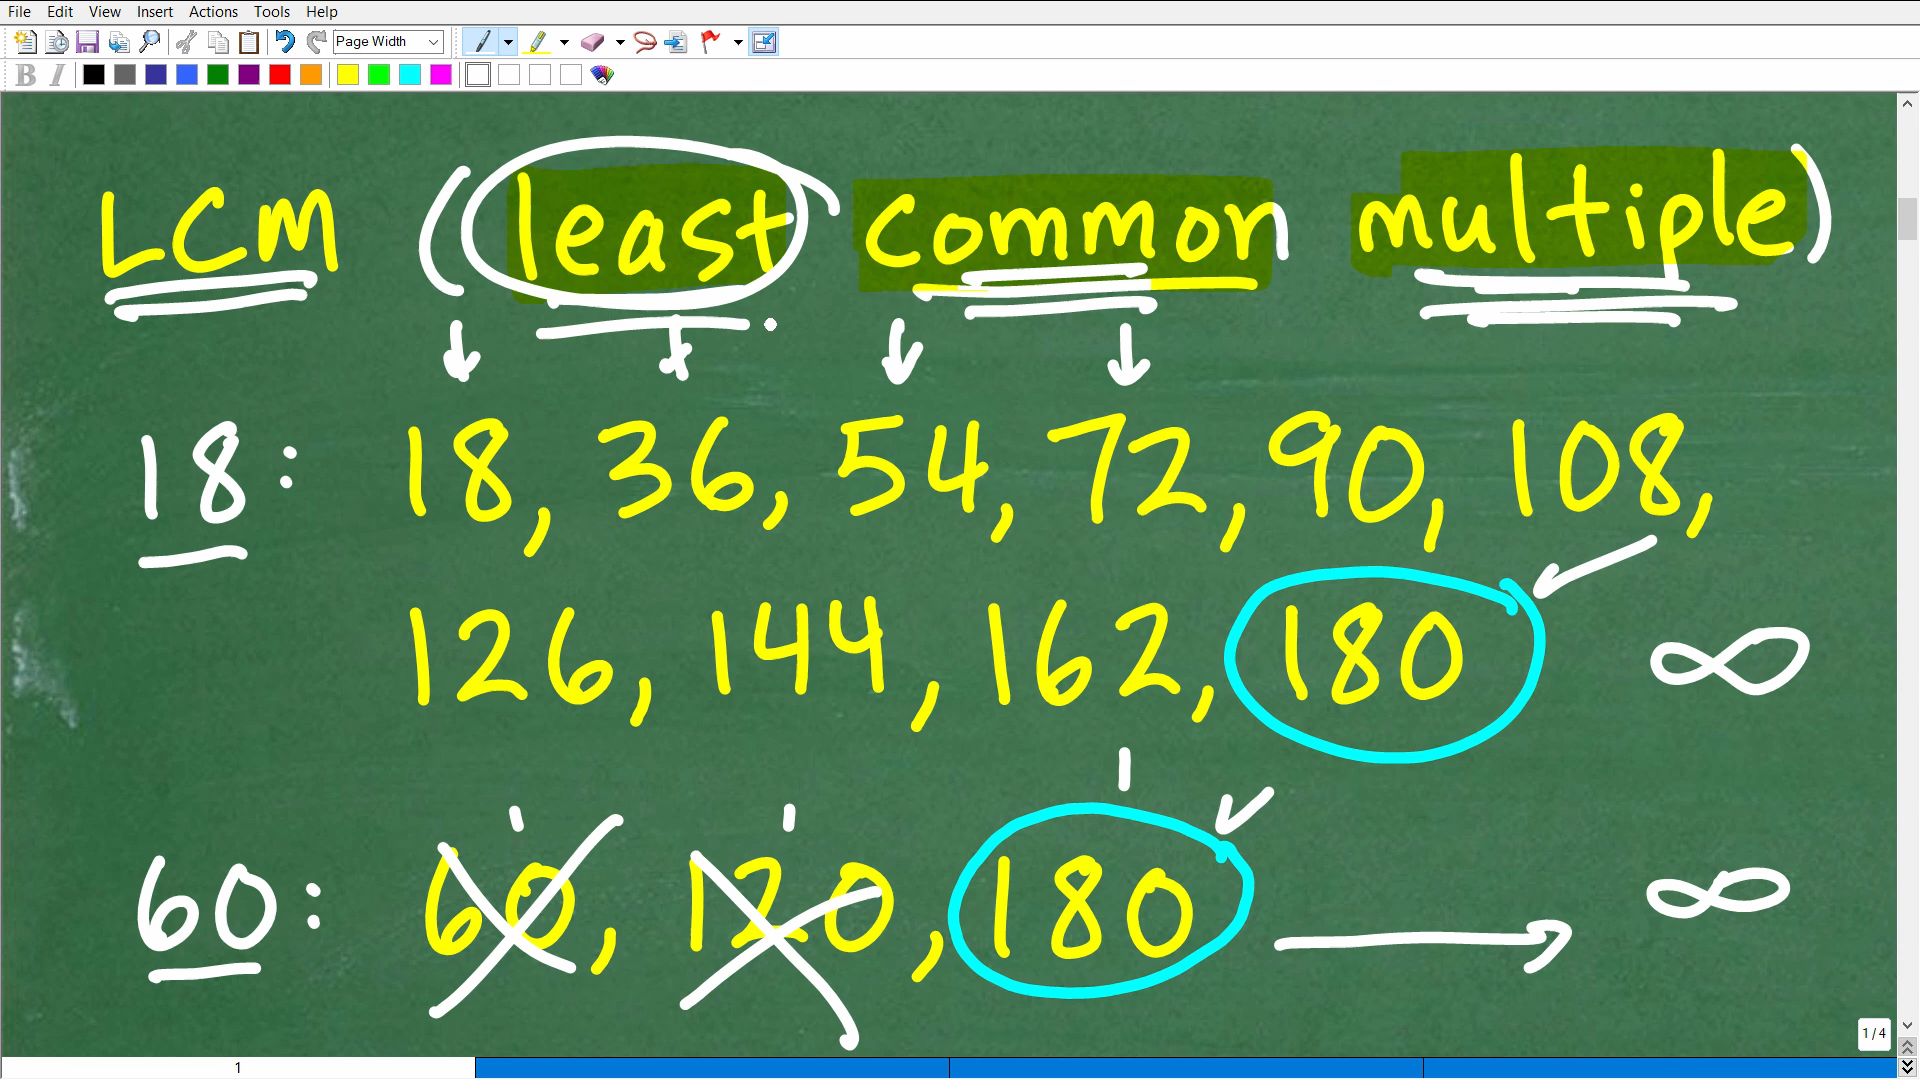 File Edit View Insert Actions Tools Help
Page Width
B I
LCM (least common multiple)
18: 18, 36, 54, 72, 90, 108,
126, 144, 162, 180 ∞
60: 60, 120, 180 ∞
1 / 4
1